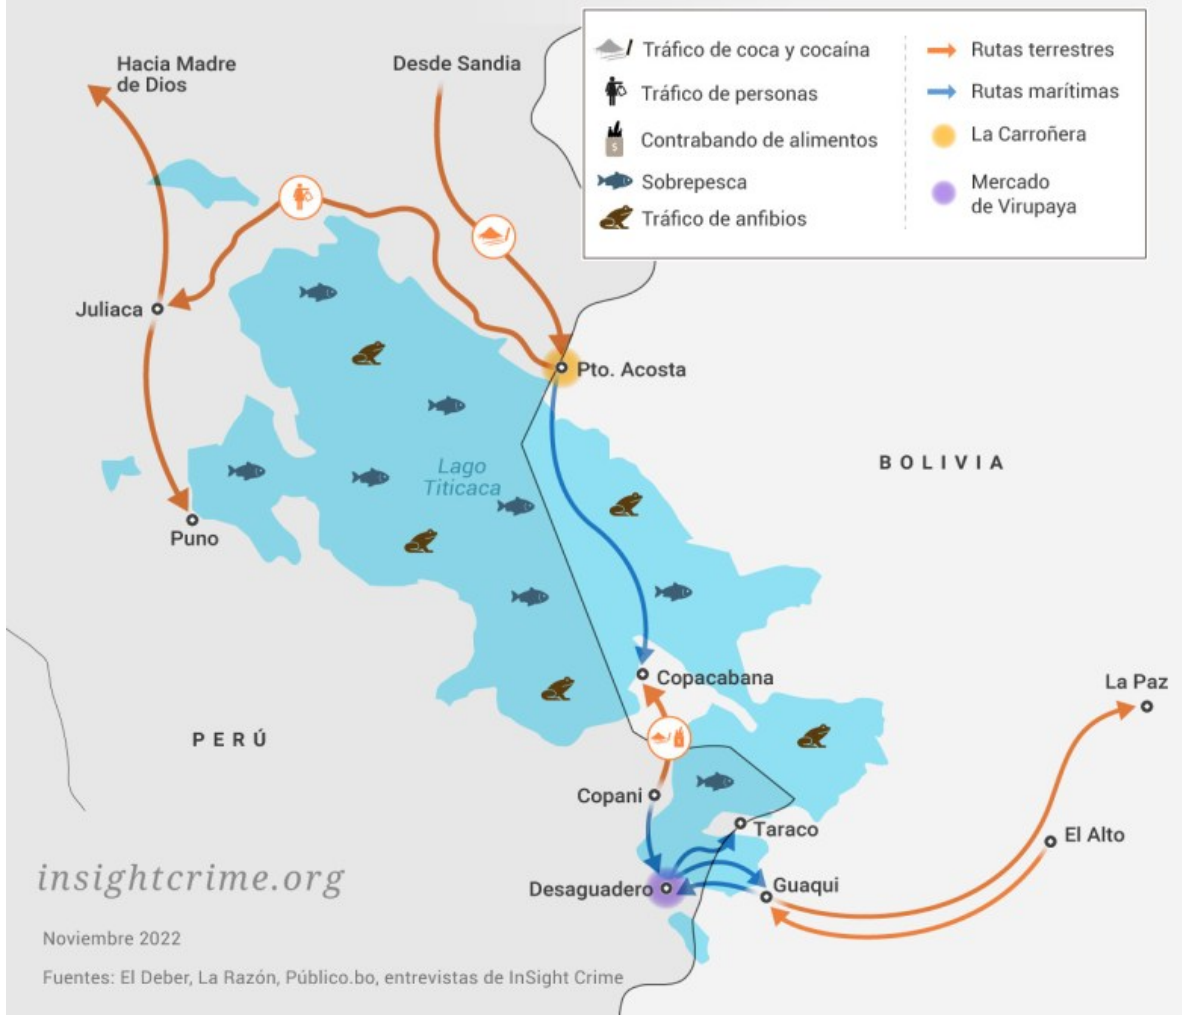 Hacia Madre
de Dios
Desde Sandia
Tráfico de coca y cocaína
Tráfico de personas
Contrabando de alimentos
$
Sobrepesca
Tráfico de anfibios
Rutas terrestres
Rutas marítimas
La Carroñera
Mercado
de Virupaya
Juliaca
Pto. Acosta
BOLIVIA
Lago
Titicaca
Puno
Copacabana
La Paz
PERÚ
Copani
Taraco
El Alto
Desaguadero
Guaqui
insightcrime.org
Noviembre 2022
Fuentes: El Deber, La Razón, Público.bo, entrevistas de InSight Crime